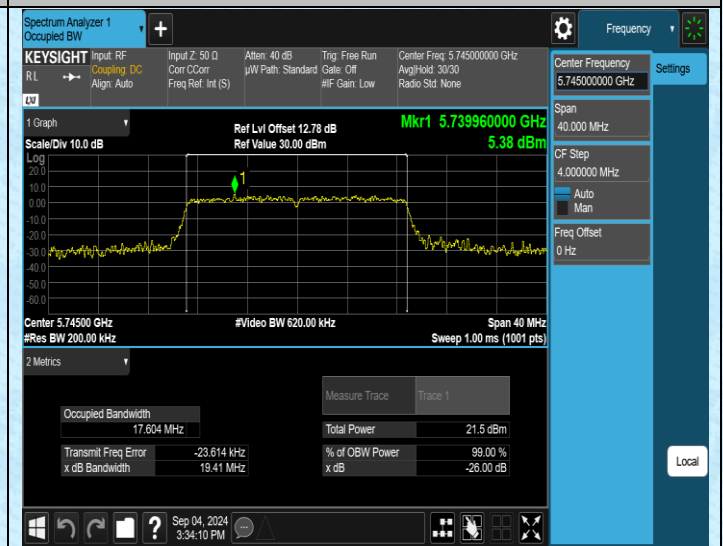 Spectrum Analyzer 1
Occupied BW
Frequency
KEYSIGHT
RL
LXI
Input: RF
Coupling: DC
Align: Auto
Input Z: 50 Ω
Corr CCorr
Freq Ref: Int (S)
Atten: 40 dB
µW Path: Standard
Trig: Free Run
Gate: Off
#IF Gain: Low
Center Freq: 5.745000000 GHz
Avg|Hold: 30/30
Radio Std: None
Center Frequency
5.745000000 GHz
Settings
Span
40.000 MHz
CF Step
4.000000 MHz
Auto
Man
Freq Offset
0 Hz
1 Graph
Scale/Div 10.0 dB
Ref Lvl Offset 12.78 dB
Ref Value 30.00 dBm
Mkr1 5.739960000 GHz
5.38 dBm
Log
20.0
10.0
0.00
-10.0
-20.0
-30.0
-40.0
-50.0
-60.0
1
Center 5.74500 GHz
#Res BW 200.00 kHz
#Video BW 620.00 kHz
Span 40 MHz
Sweep 1.00 ms (1001 pts)
2 Metrics
Measure Trace Trace 1
Occupied Bandwidth
17.604 MHz
Total Power 21.5 dBm
Transmit Freq Error -23.614 kHz
% of OBW Power 99.00 %
x dB Bandwidth 19.41 MHz
x dB -26.00 dB
Local
?
Sep 04, 2024
3:34:10 PM